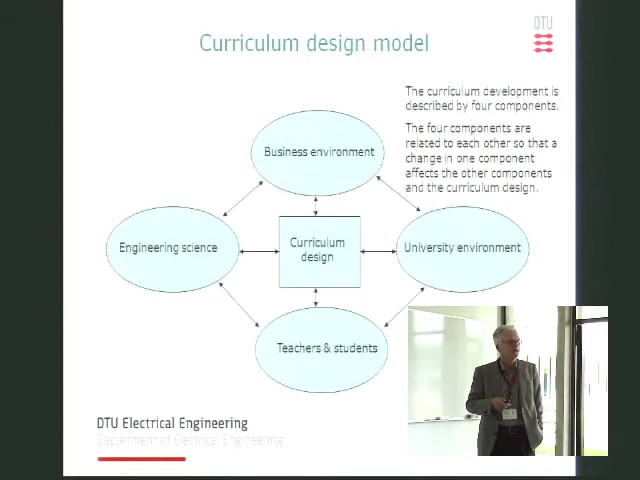 DTU
Curriculum design model
The curriculum development is
described by four components.
The four components are
related to each other so that a
change in one component
affects the other components
and the curriculum design.
Business environment
Engineering science
Curriculum
design
University environment
Teachers & students
DTU Electrical Engineering
Department of Electrical Engineering